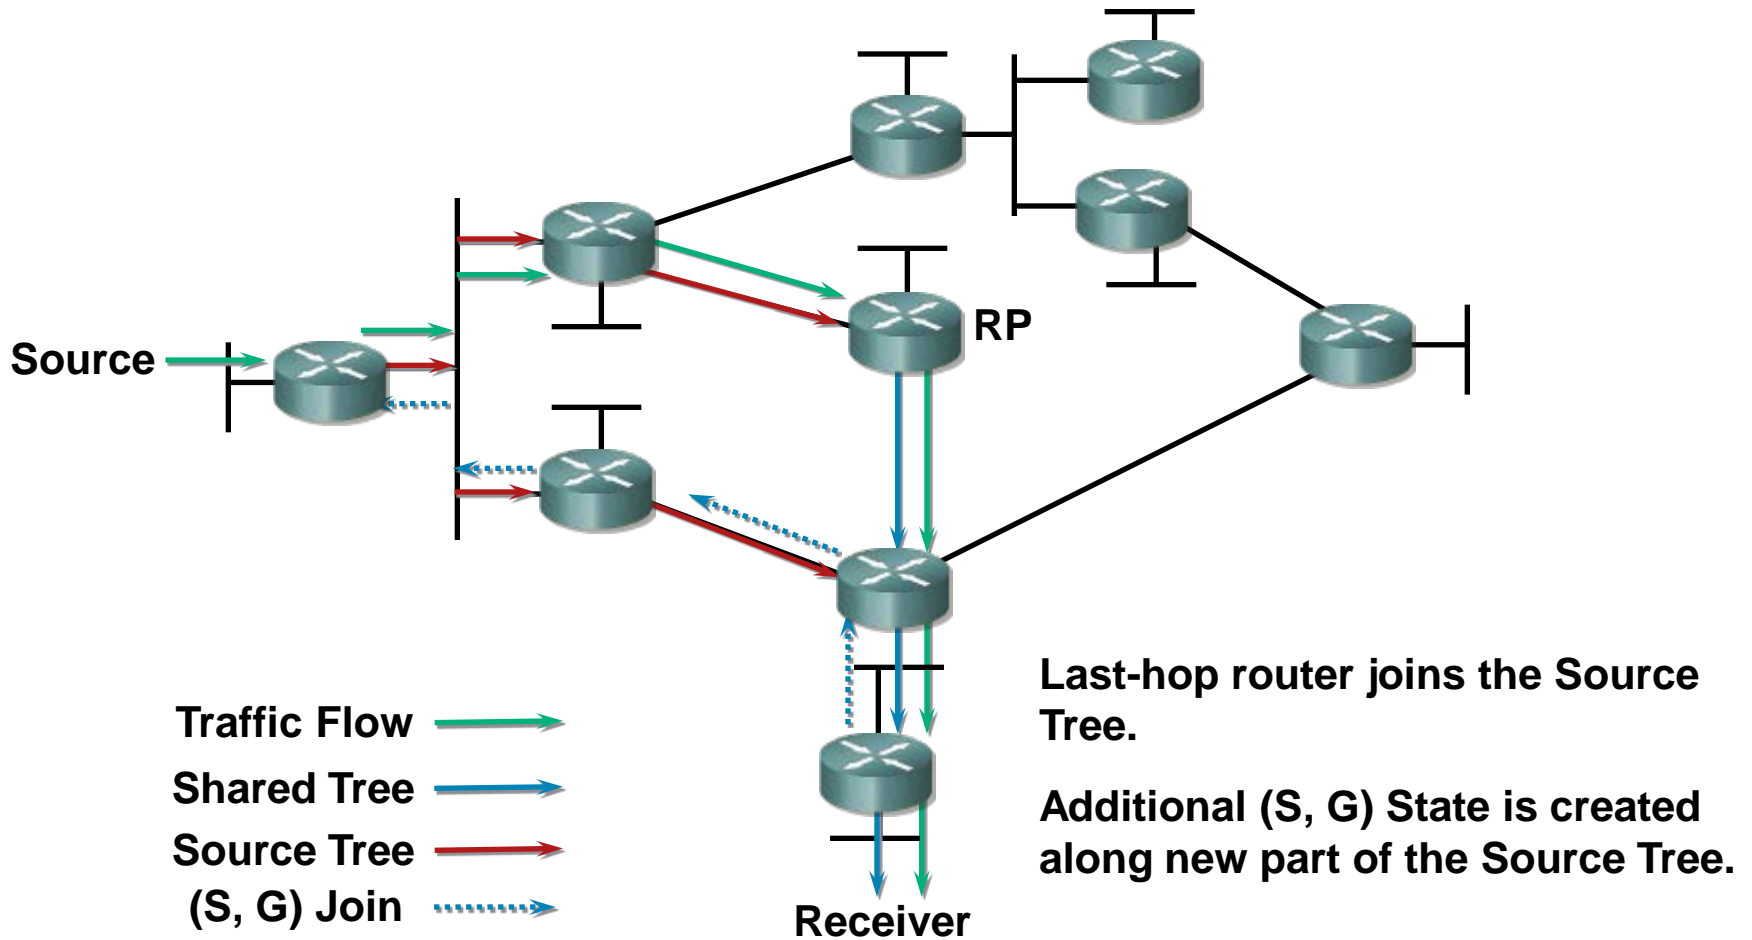 RP
Source
Last-hop router joins the Source
Tree.
Traffic Flow
Shared Tree
Additional (S, G) State is created
along new part of the Source Tree.
Source Tree
(S, G) Join
Receiver